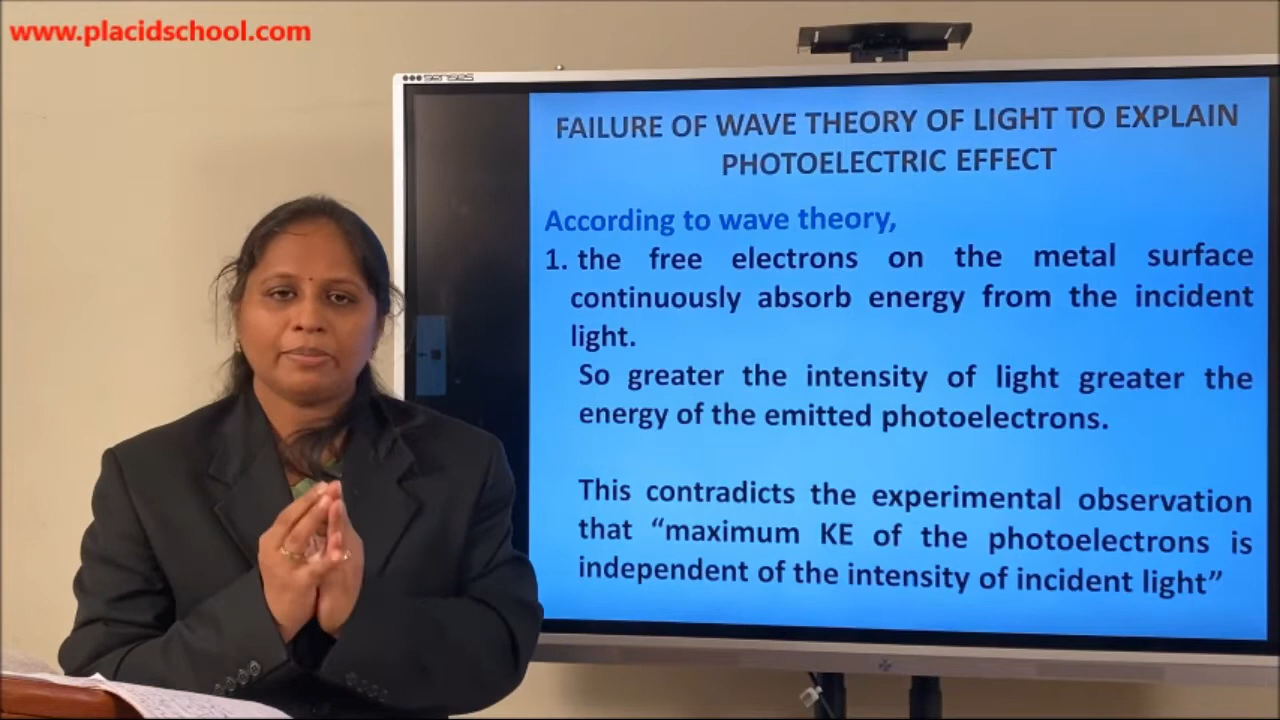 www.placidschool.com
senses
FAILURE OF WAVE THEORY OF LIGHT TO EXPLAIN
PHOTOELECTRIC EFFECT
According to wave theory,
1. the free electrons on the metal surface
continuously absorb energy from the incident
light.
So greater the intensity of light greater the
energy of the emitted photoelectrons.
This contradicts the experimental observation
that “maximum KE of the photoelectrons is
independent of the intensity of incident light”